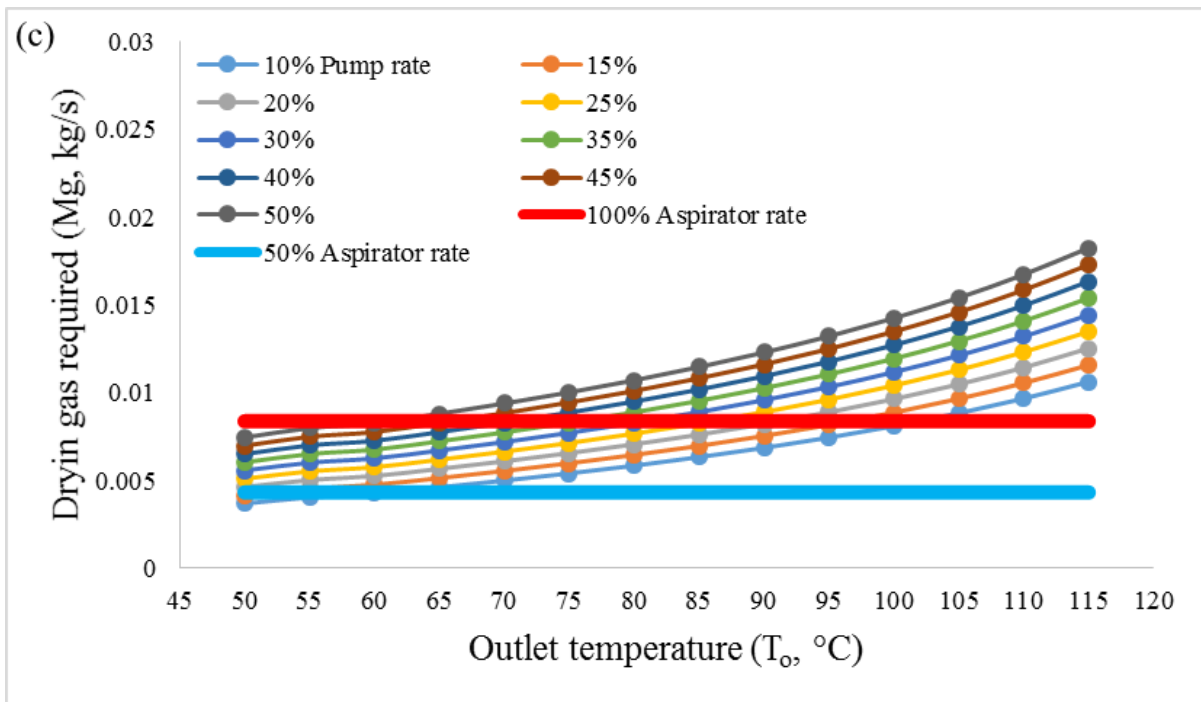 (c)
0.03
0.025
0.02
0.015
0.01
0.005
0
Dryin gas required (Mg, kg/s)
10% Pump rate
15%
20%
25%
30%
35%
40%
45%
50%
100% Aspirator rate
50% Aspirator rate
45 50 55 60 65 70 75 80 85 90 95 100 105 110 115 120
Outlet temperature (Tₒ, °C)